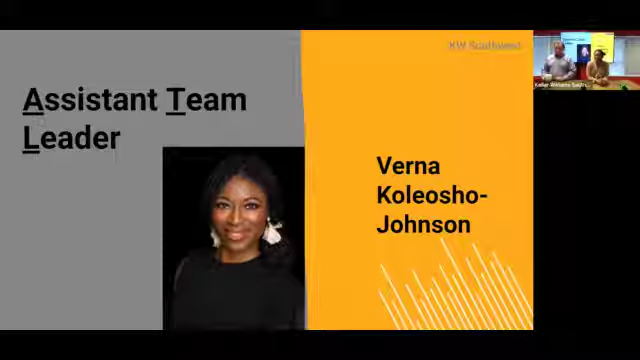 KW Southwest
Assistant Team
Leader
Verna
Koleosho-
Johnson